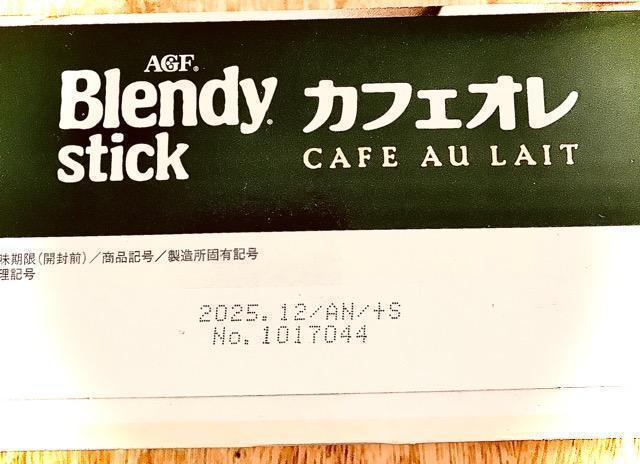 AGF®
Blendy® カフェオレ
stick CAFE AU LAIT
味期限(開封前)/商品記号/製造所固有記号
理記号
2025.12/AN/+S
No.1017044